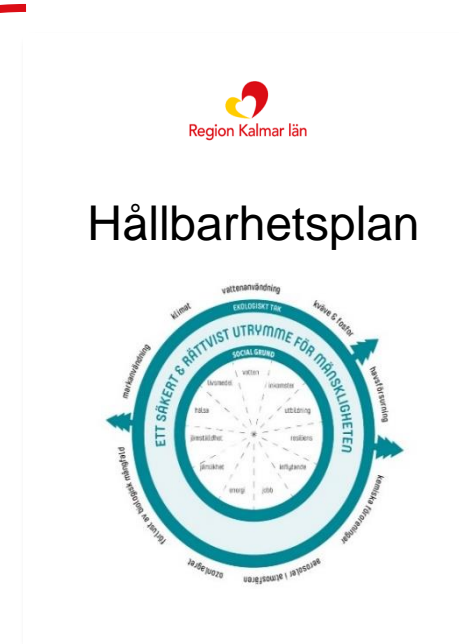 Region Kalmar län
Hållbarhetsplan
vattenanvändning
EKOLOGISKT TAK
klimat
kväve & fosfor
ETT SÄKERT & RÄTTVIST UTRYMME FÖR MÄNSKLIGHETEN
SOCIAL GRUND
markanvändning
havsförsurning
vatten
livsmedel
inkomster
hälsa
utbildning
jämställdhet
resiliens
jämlikhet
inflytande
energi
jobb
förlust av biologisk mångfald
kemiska föroreningar
ozonlagret
aerosoler i atmosfären